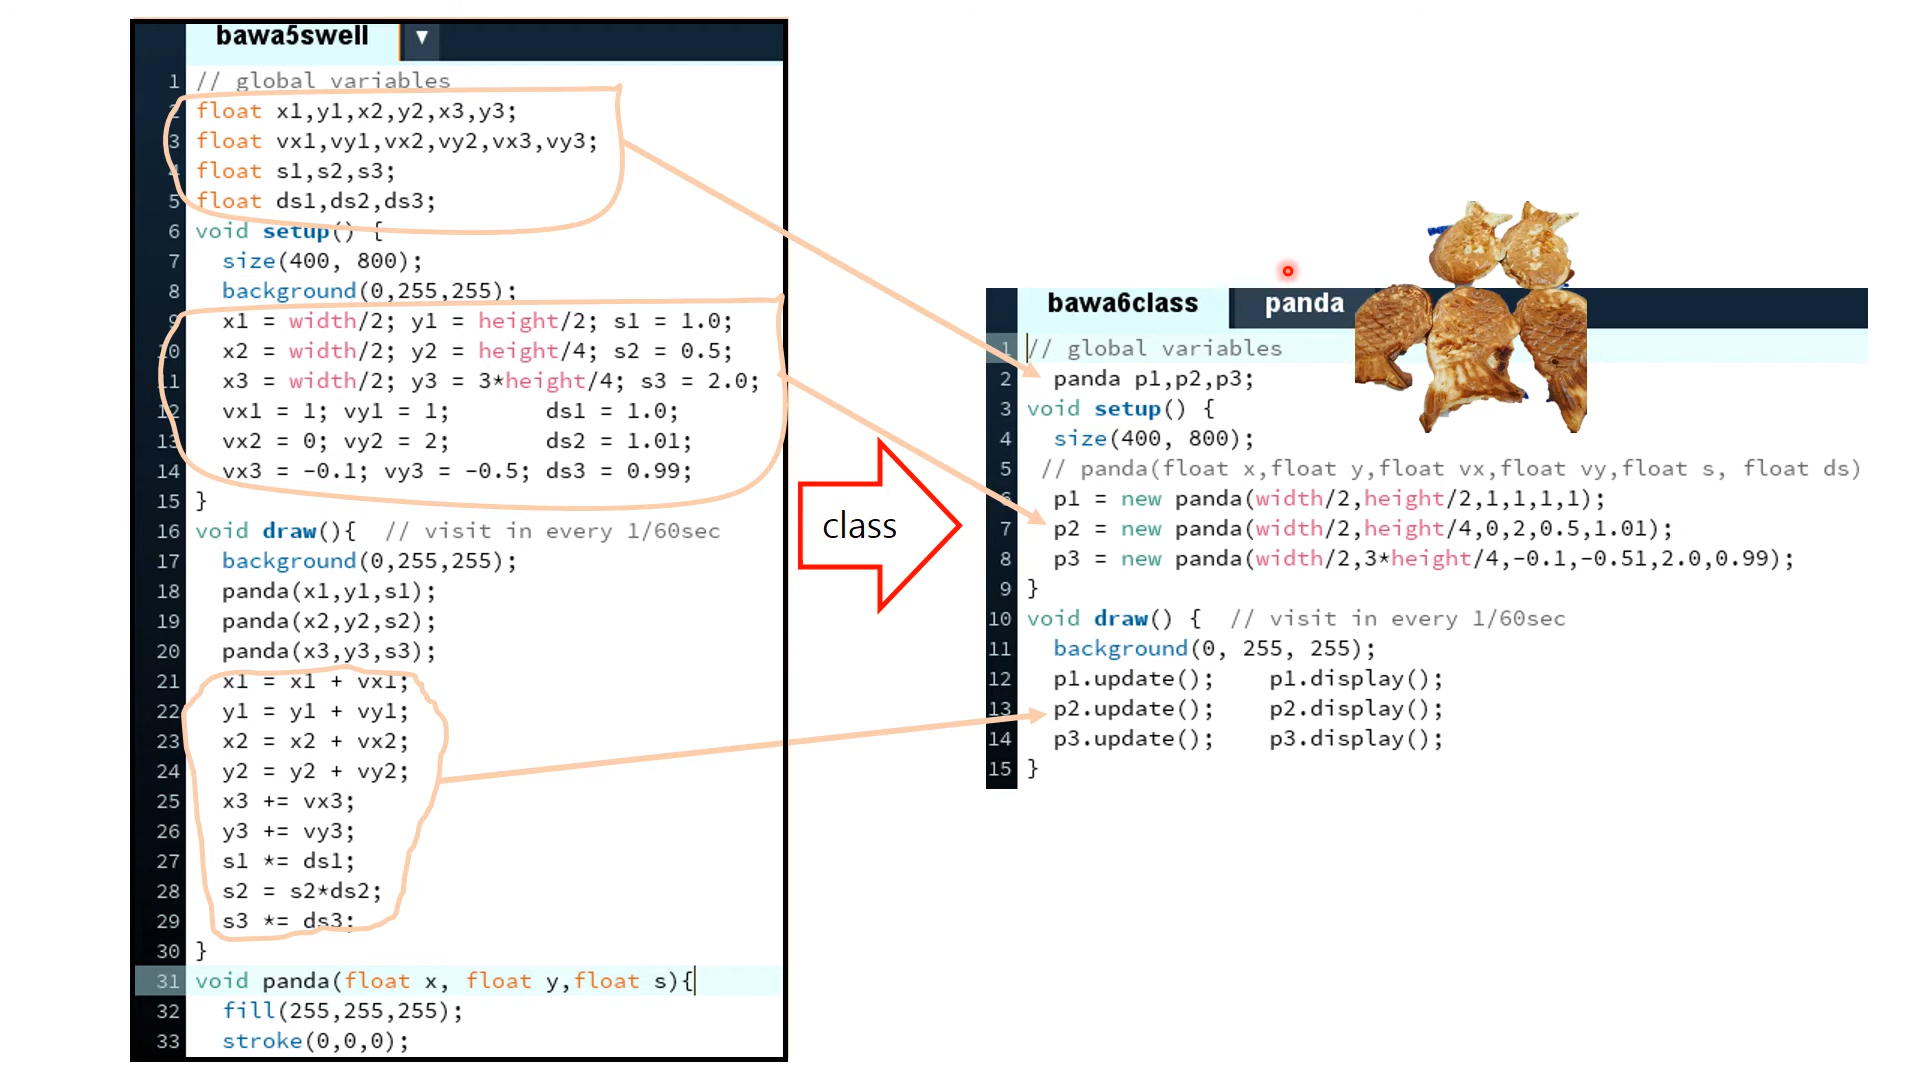 bawa5swell ▼
1 // global variables
2 float x1,y1,x2,y2,x3,y3;
3 float vx1,vy1,vx2,vy2,vx3,vy3;
4 float s1,s2,s3;
5 float ds1,ds2,ds3;
6 void setup() {
7 size(400, 800);
8 background(0,255,255);
9 x1 = width/2; y1 = height/2; s1 = 1.0;
10 x2 = width/2; y2 = height/4; s2 = 0.5;
11 x3 = width/2; y3 = 3*height/4; s3 = 2.0;
12 vx1 = 1; vy1 = 1; ds1 = 1.0;
13 vx2 = 0; vy2 = 2; ds2 = 1.01;
14 vx3 = -0.1; vy3 = -0.5; ds3 = 0.99;
15 }
16 void draw(){ // visit in every 1/60sec
17 background(0,255,255);
18 panda(x1,y1,s1);
19 panda(x2,y2,s2);
20 panda(x3,y3,s3);
21 x1 = x1 + vx1;
22 y1 = y1 + vy1;
23 x2 = x2 + vx2;
24 y2 = y2 + vy2;
25 x3 += vx3;
26 y3 += vy3;
27 s1 *= ds1;
28 s2 = s2*ds2;
29 s3 *= ds3;
30 }
31 void panda(float x, float y,float s){
32 fill(255,255,255);
33 stroke(0,0,0);
class
bawa6class panda
1 // global variables
2 panda p1,p2,p3;
3 void setup() {
4 size(400, 800);
5 // panda(float x,float y,float vx,float vy,float s, float ds)
6 p1 = new panda(width/2,height/2,1,1,1,1);
7 p2 = new panda(width/2,height/4,0,2,0.5,1.01);
8 p3 = new panda(width/2,3*height/4,-0.1,-0.51,2.0,0.99);
9 }
10 void draw() { // visit in every 1/60sec
11 background(0, 255, 255);
12 p1.update(); p1.display();
13 p2.update(); p2.display();
14 p3.update(); p3.display();
15 }